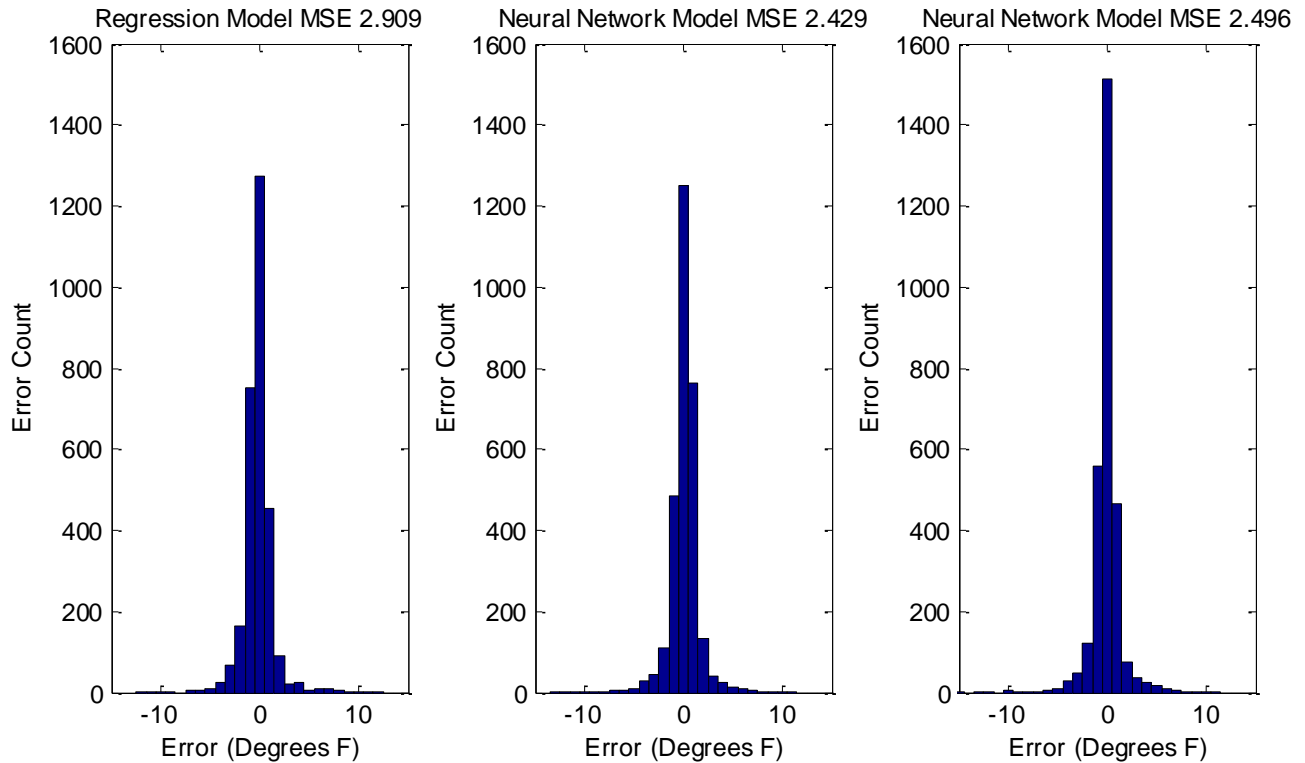 Regression Model MSE 2.909
1600
1400
1200
1000
800
600
400
200
0
-10 0 10
Error Count
Error (Degrees F)
Neural Network Model MSE 2.429
1600
1400
1200
1000
800
600
400
200
0
-10 0 10
Error Count
Error (Degrees F)
Neural Network Model MSE 2.496
1600
1400
1200
1000
800
600
400
200
0
-10 0 10
Error Count
Error (Degrees F)